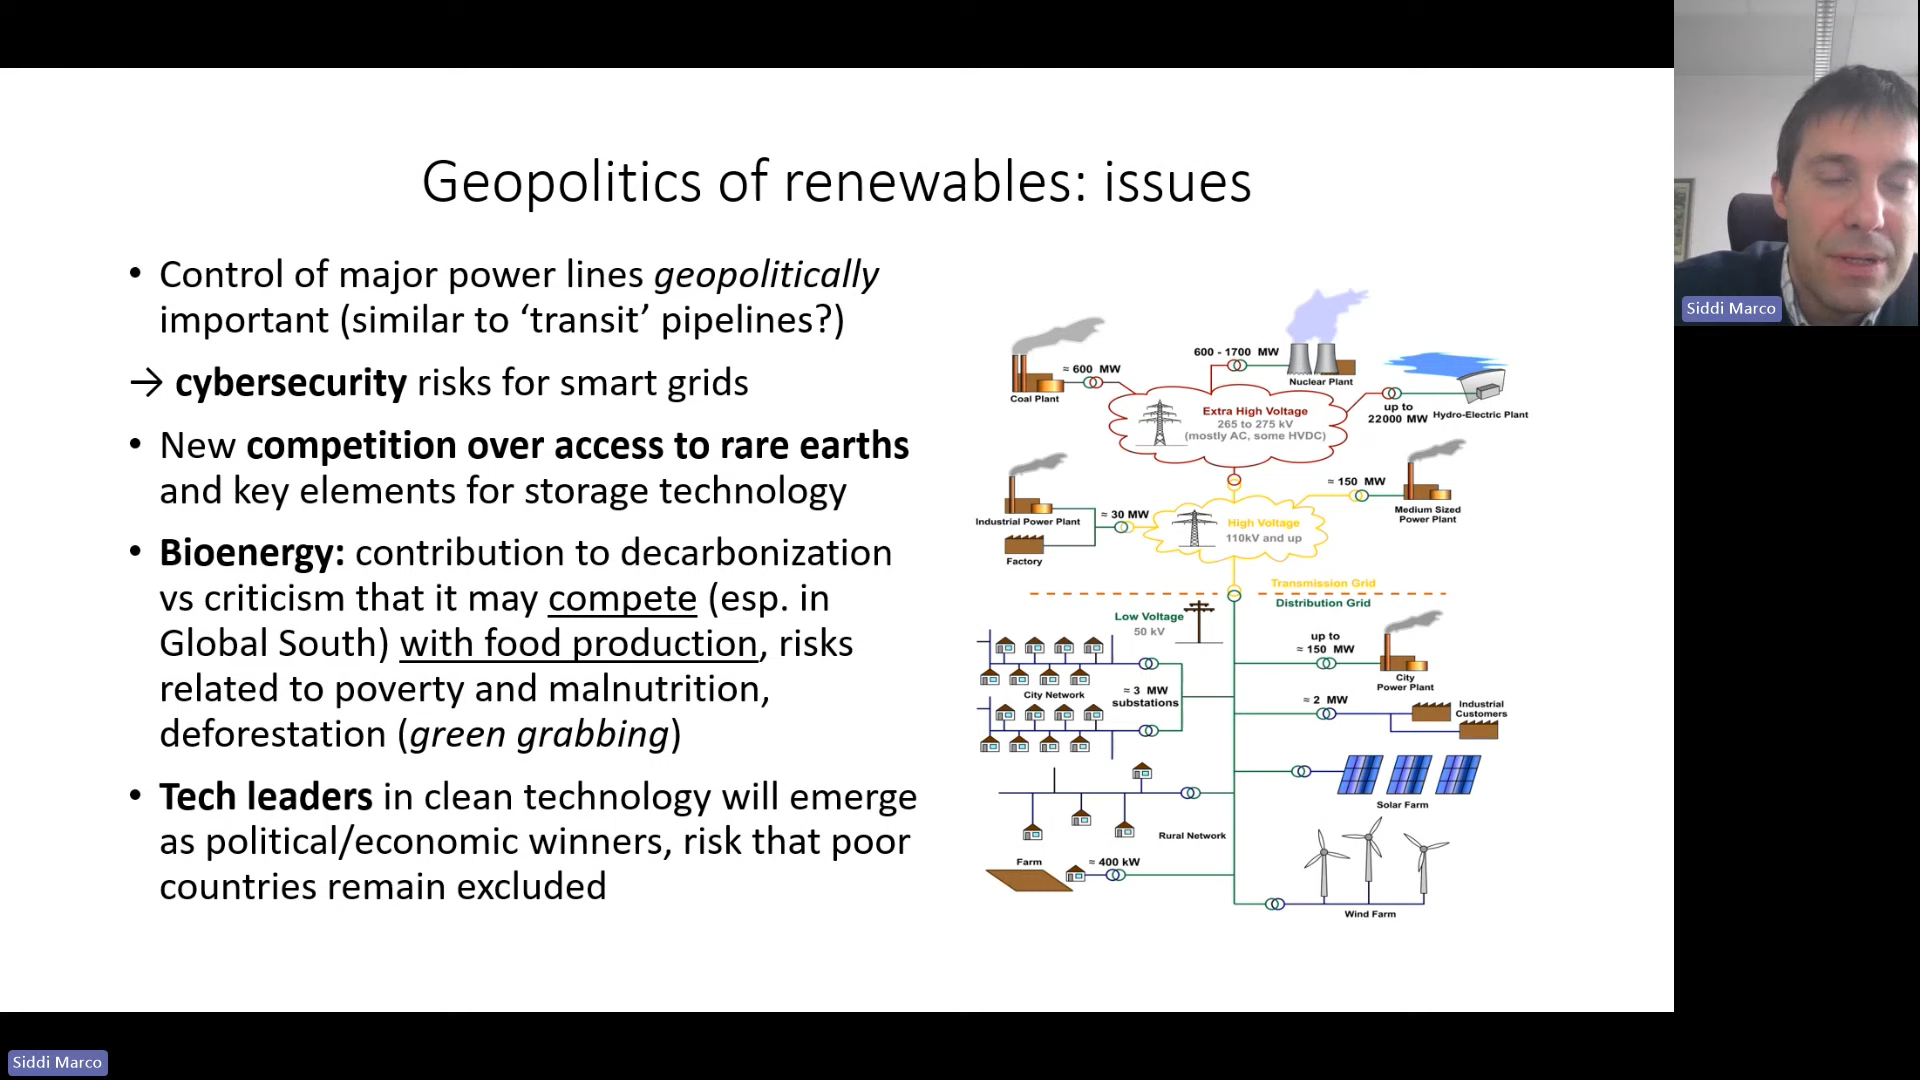 Geopolitics of renewables: issues
• Control of major power lines geopolitically
important (similar to ‘transit’ pipelines?)
→ cybersecurity risks for smart grids
• New competition over access to rare earths
and key elements for storage technology
• Bioenergy: contribution to decarbonization
vs criticism that it may compete (esp. in
Global South) with food production, risks
related to poverty and malnutrition,
deforestation (green grabbing)
• Tech leaders in clean technology will emerge
as political/economic winners, risk that poor
countries remain excluded
≈ 600 MW
Coal Plant
600 - 1700 MW
Nuclear Plant
up to
22000 MW
Hydro-Electric Plant
Extra High Voltage
265 to 275 kV
(mostly AC, some HVDC)
Industrial Power Plant
≈ 30 MW
Factory
≈ 150 MW
Medium Sized
Power Plant
High Voltage
110kV and up
Transmission Grid
Distribution Grid
Low Voltage
50 kV
up to
≈ 150 MW
City
Power Plant
City Network
≈ 3 MW
substations
≈ 2 MW
Industrial
Customers
Solar Farm
Rural Network
Farm
≈ 400 kW
Wind Farm
Siddi Marco
Siddi Marco